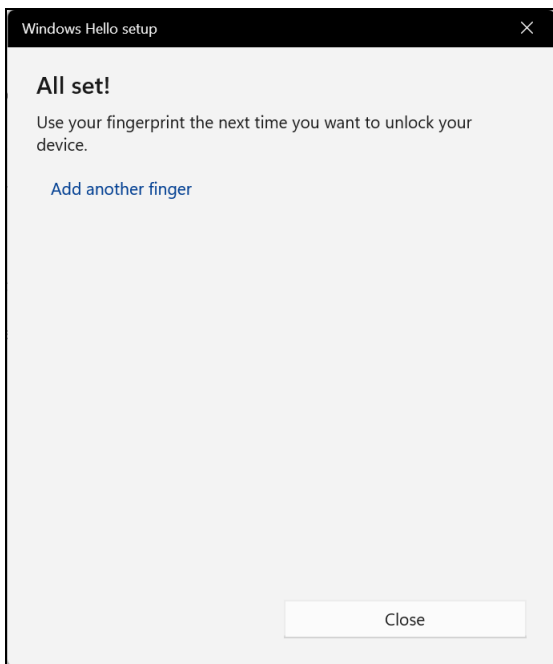 Windows Hello setup
All set!
Use your fingerprint the next time you want to unlock your
device.
Add another finger
Close